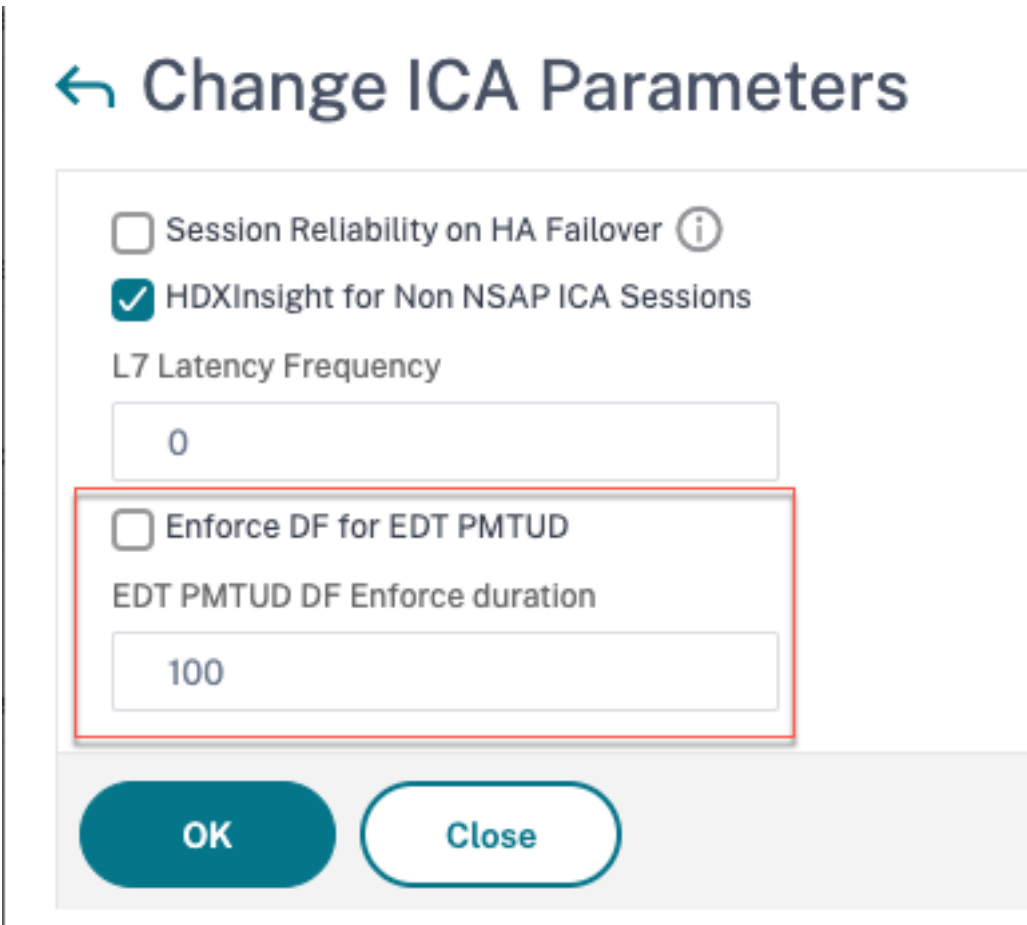 Change ICA Parameters
Session Reliability on HA Failover
HDXInsight for Non NSAP ICA Sessions
L7 Latency Frequency
0
Enforce DF for EDT PMTUD
EDT PMTUD DF Enforce duration
100
OK
Close